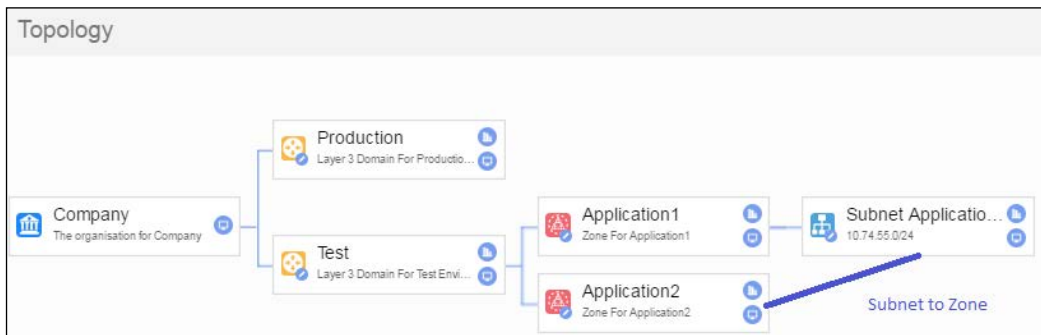 Topology
Production
Layer 3 Domain For Productio...
Company
The organisation for Company
Test
Layer 3 Domain For Test Envi...
Application1
Zone For Application1
Subnet Applicatio...
10.74.55.0/24
Application2
Zone For Application2
Subnet to Zone